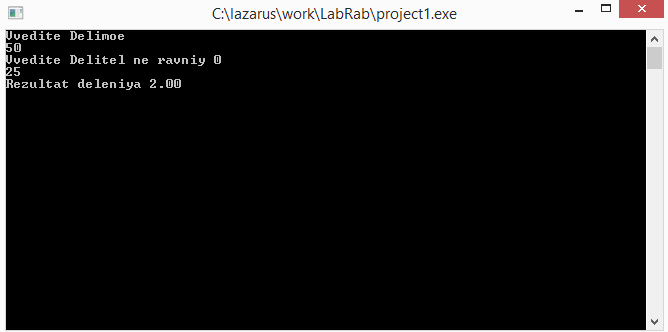 C:\lazarus\work\LabRab\project1.exe
Vvedite Delimoe
50
Vvedite Delitel ne ravniy 0
25
Rezultat deleniya 2.00